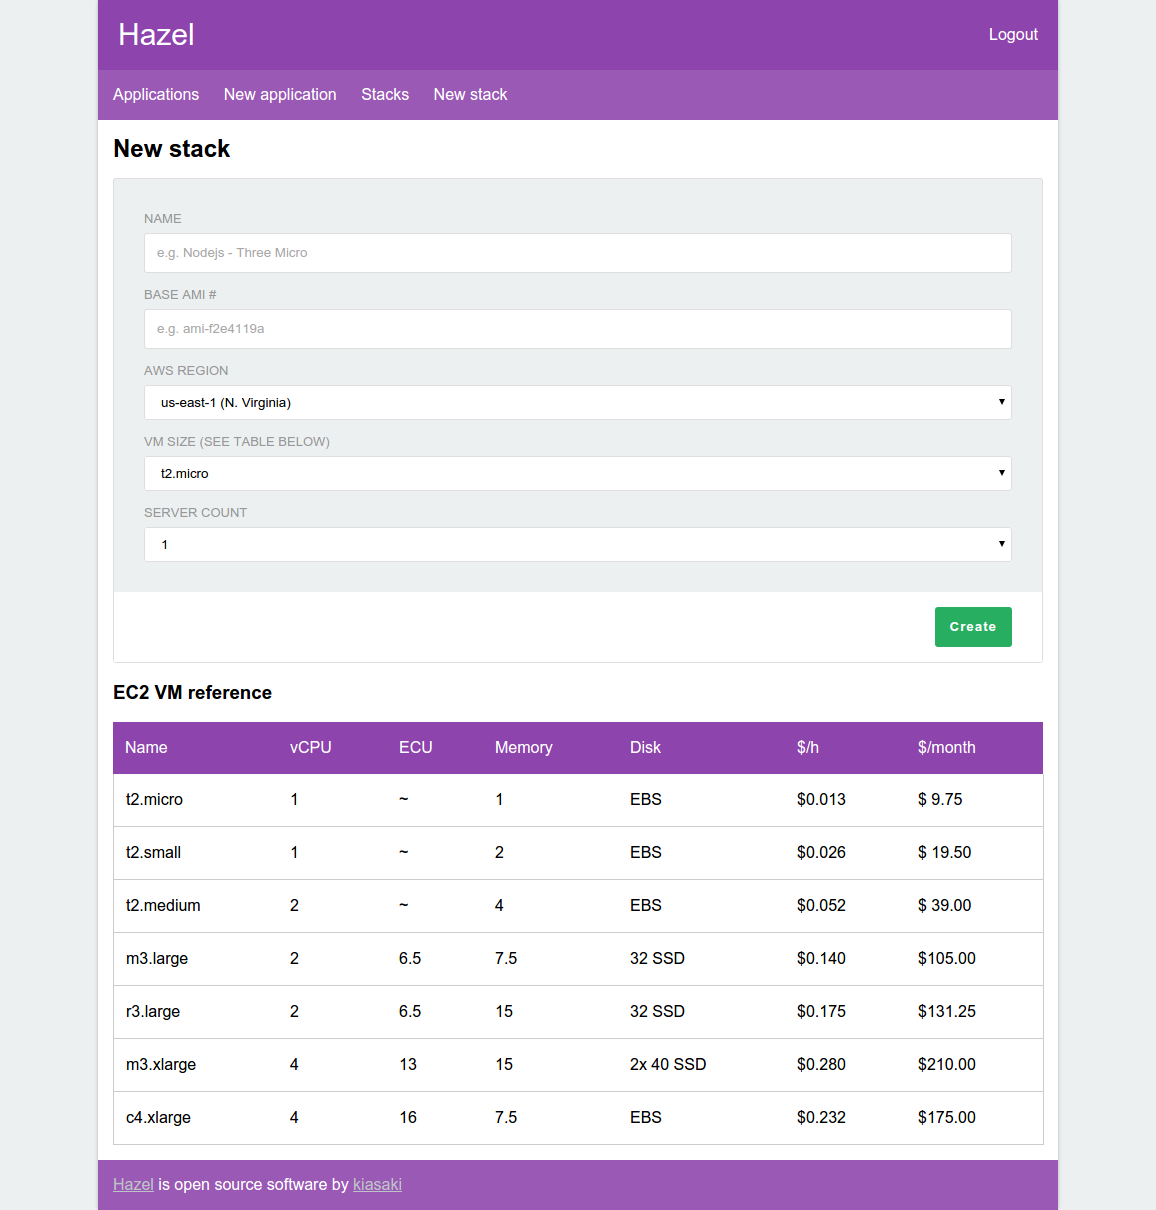 Hazel
Logout
Applications New application Stacks New stack
New stack
NAME
e.g. Nodejs - Three Micro
BASE AMI #
e.g. ami-f2e4119a
AWS REGION
us-east-1 (N. Virginia)
VM SIZE (SEE TABLE BELOW)
t2.micro
SERVER COUNT
1
Create
EC2 VM reference
Name vCPU ECU Memory Disk $/h $/month
t2.micro 1 ~ 1 EBS $0.013 $ 9.75
t2.small 1 ~ 2 EBS $0.026 $ 19.50
t2.medium 2 ~ 4 EBS $0.052 $ 39.00
m3.large 2 6.5 7.5 32 SSD $0.140 $105.00
r3.large 2 6.5 15 32 SSD $0.175 $131.25
m3.xlarge 4 13 15 2x 40 SSD $0.280 $210.00
c4.xlarge 4 16 7.5 EBS $0.232 $175.00
Hazel is open source software by kiasaki